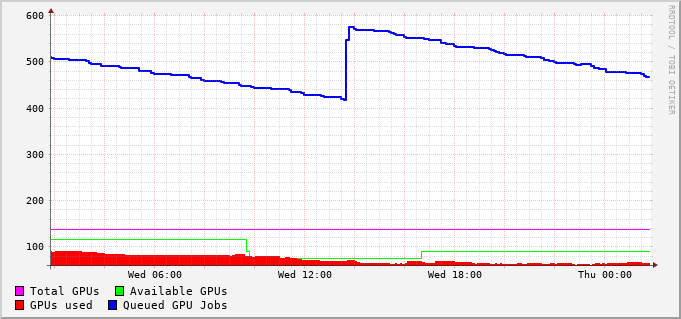 600
500
400
300
200
100
Wed 06:00 Wed 12:00 Wed 18:00 Thu 00:00
Total GPUs Available GPUs
GPUs used Queued GPU Jobs
RRDTOOL / TOBI OETIKER